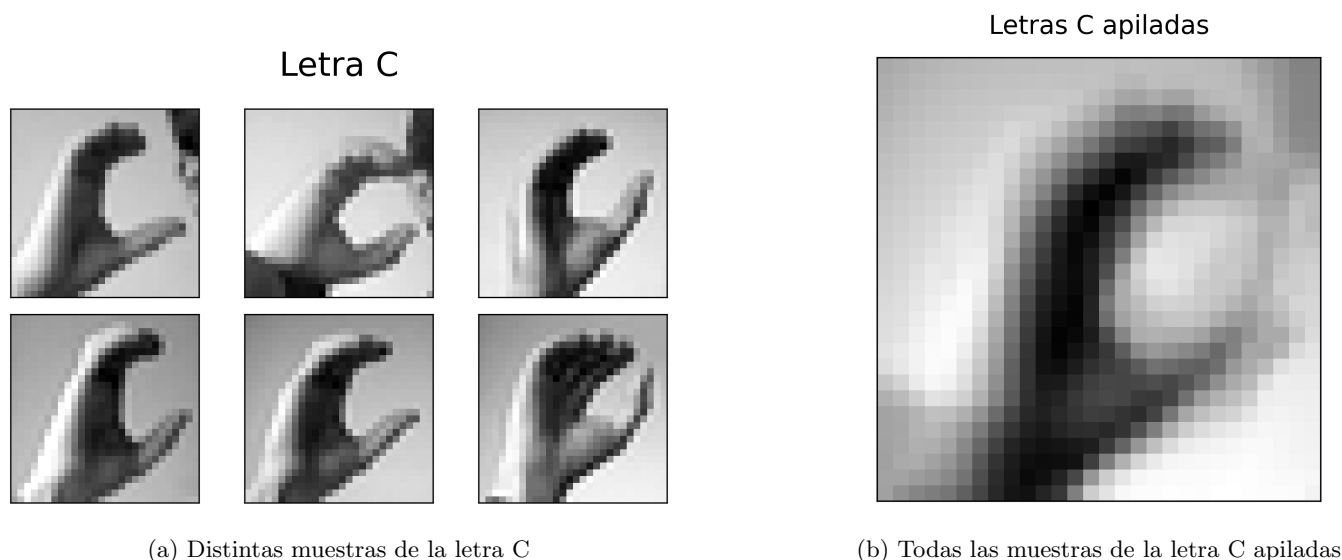 Letra C
(a) Distintas muestras de la letra C
Letras C apiladas
(b) Todas las muestras de la letra C apiladas